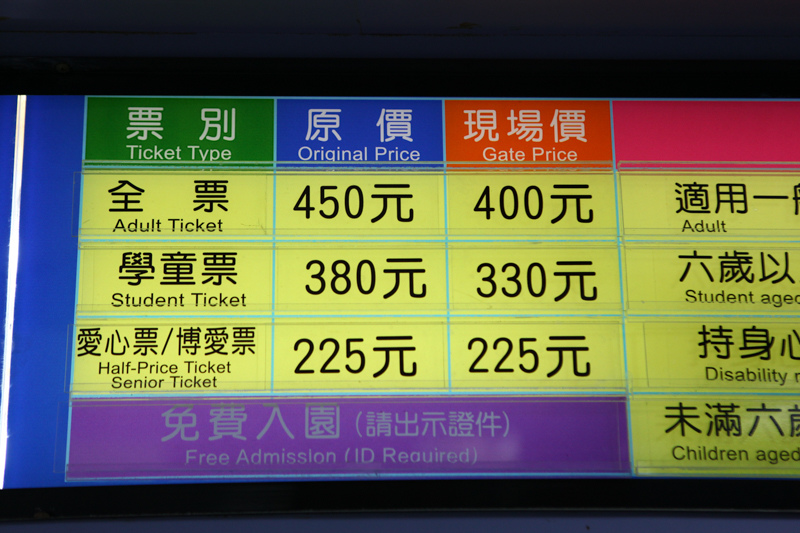 票別
Ticket Type
原價
Original Price
現場價
Gate Price
全票
Adult Ticket
450元
400元
適用一
Adult
學童票
Student Ticket
380元
330元
六歲以
Student aged
愛心票/博愛票
Half-Price Ticket
Senior Ticket
225元
225元
持身心
Disability
免費入園(請出示證件)
Free Admission (ID Required)
未滿六歲
Children aged